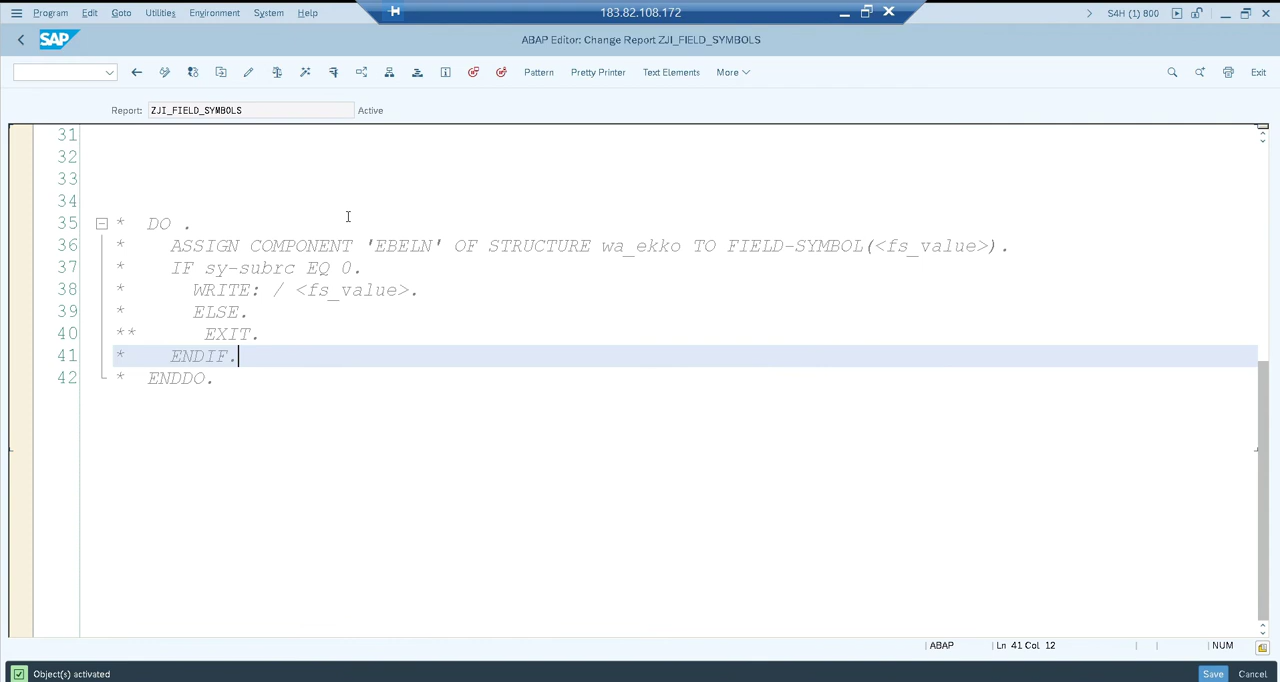 183.82.108.172
Program Edit Goto Utilities Environment System Help
S4H (1) 800
SAP
ABAP Editor: Change Report ZJI_FIELD_SYMBOLS
Pattern Pretty Printer Text Elements More Exit
Report: ZJI_FIELD_SYMBOLS Active
31
32
33
34
35 * DO .
36 * ASSIGN COMPONENT 'EBELN' OF STRUCTURE wa_ekko TO FIELD-SYMBOL(<fs_value>).
37 * IF sy-subrc EQ 0.
38 * WRITE: / <fs_value>.
39 * ELSE.
40 ** EXIT.
41 * ENDIF.
42 * ENDDO.
ABAP Ln 41 Col 12 NUM
Object(s) activated Save Cancel